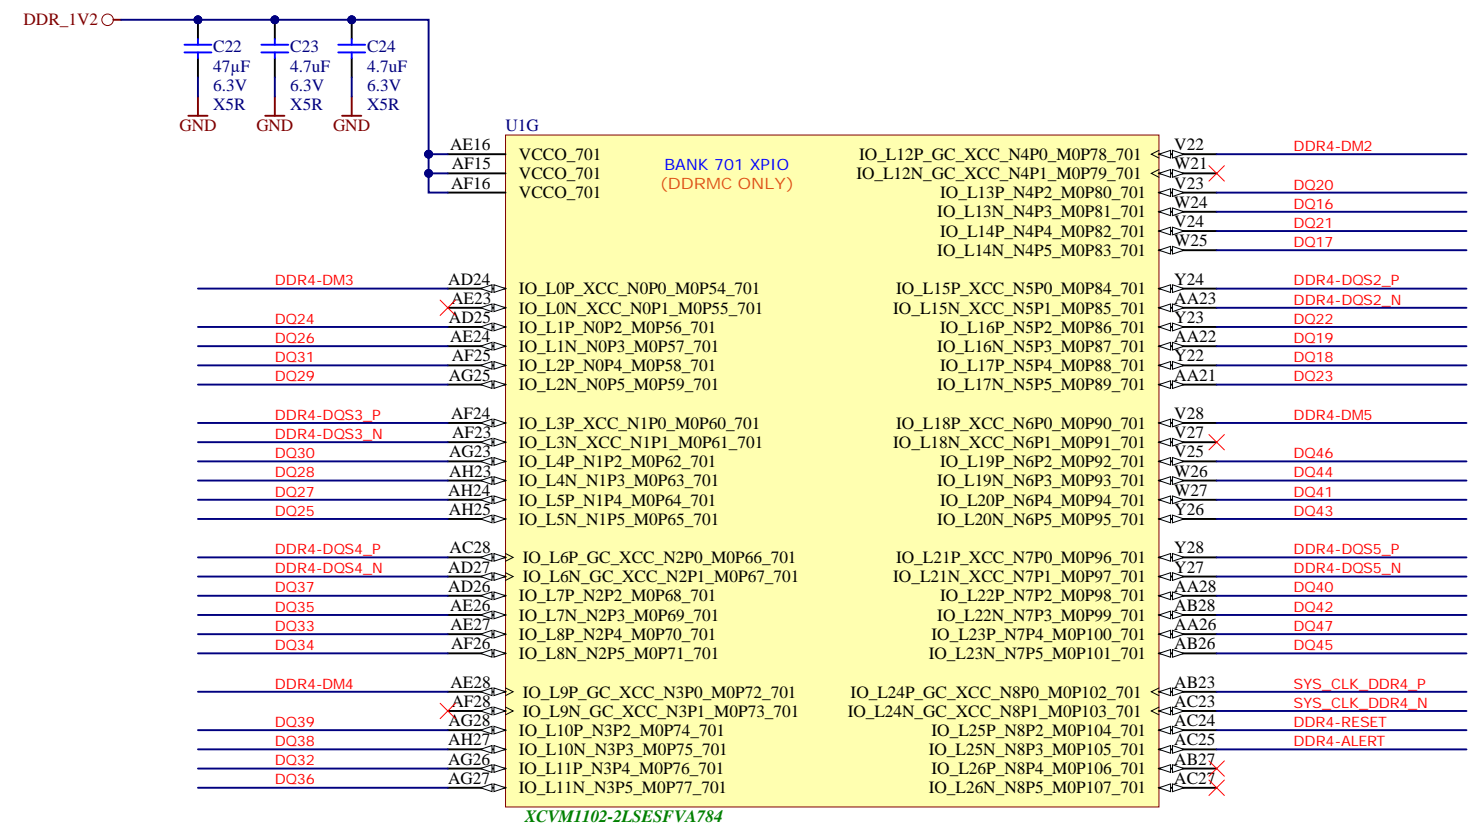 DDR_1V2
C22
47µF
6.3V
X5R
GND
C23
4.7uF
6.3V
X5R
GND
C24
4.7uF
6.3V
X5R
GND
U1G
BANK 701 XPIO
(DDRMC ONLY)
AE16 VCCO_701
AF15 VCCO_701
AF16 VCCO_701
DDR4-DM3 AD24 IO_L0P_XCC_N0P0_M0P54_701
AE23 IO_L0N_XCC_N0P1_M0P55_701
DQ24 AD25 IO_L1P_N0P2_M0P56_701
DQ26 AE24 IO_L1N_N0P3_M0P57_701
DQ31 AF25 IO_L2P_N0P4_M0P58_701
DQ29 AG25 IO_L2N_N0P5_M0P59_701
DDR4-DQS3_P AF24 IO_L3P_XCC_N1P0_M0P60_701
DDR4-DQS3_N AF23 IO_L3N_XCC_N1P1_M0P61_701
DQ30 AG23 IO_L4P_N1P2_M0P62_701
DQ28 AH23 IO_L4N_N1P3_M0P63_701
DQ27 AH24 IO_L5P_N1P4_M0P64_701
DQ25 AH25 IO_L5N_N1P5_M0P65_701
DDR4-DQS4_P AC28 IO_L6P_GC_XCC_N2P0_M0P66_701
DDR4-DQS4_N AD27 IO_L6N_GC_XCC_N2P1_M0P67_701
DQ37 AD26 IO_L7P_N2P2_M0P68_701
DQ35 AE26 IO_L7N_N2P3_M0P69_701
DQ33 AE27 IO_L8P_N2P4_M0P70_701
DQ34 AF26 IO_L8N_N2P5_M0P71_701
DDR4-DM4 AE28 IO_L9P_GC_XCC_N3P0_M0P72_701
AF28 IO_L9N_GC_XCC_N3P1_M0P73_701
DQ39 AG28 IO_L10P_N3P2_M0P74_701
DQ38 AH27 IO_L10N_N3P3_M0P75_701
DQ32 AG26 IO_L11P_N3P4_M0P76_701
DQ36 AG27 IO_L11N_N3P5_M0P77_701
IO_L12P_GC_XCC_N4P0_M0P78_701 V22 DDR4-DM2
IO_L12N_GC_XCC_N4P1_M0P79_701 W21
IO_L13P_N4P2_M0P80_701 V23 DQ20
IO_L13N_N4P3_M0P81_701 W24 DQ16
IO_L14P_N4P4_M0P82_701 V24 DQ21
IO_L14N_N4P5_M0P83_701 W25 DQ17
IO_L15P_XCC_N5P0_M0P84_701 Y24 DDR4-DQS2_P
IO_L15N_XCC_N5P1_M0P85_701 AA23 DDR4-DQS2_N
IO_L16P_N5P2_M0P86_701 Y23 DQ22
IO_L16N_N5P3_M0P87_701 AA22 DQ19
IO_L17P_N5P4_M0P88_701 Y22 DQ18
IO_L17N_N5P5_M0P89_701 AA21 DQ23
IO_L18P_XCC_N6P0_M0P90_701 V28 DDR4-DM5
IO_L18N_XCC_N6P1_M0P91_701 V27
IO_L19P_N6P2_M0P92_701 V25 DQ46
IO_L19N_N6P3_M0P93_701 W26 DQ44
IO_L20P_N6P4_M0P94_701 W27 DQ41
IO_L20N_N6P5_M0P95_701 Y26 DQ43
IO_L21P_XCC_N7P0_M0P96_701 Y28 DDR4-DQS5_P
IO_L21N_XCC_N7P1_M0P97_701 Y27 DDR4-DQS5_N
IO_L22P_N7P2_M0P98_701 AA28 DQ40
IO_L22N_N7P3_M0P99_701 AB28 DQ42
IO_L23P_N7P4_M0P100_701 AA26 DQ47
IO_L23N_N7P5_M0P101_701 AB26 DQ45
IO_L24P_GC_XCC_N8P0_M0P102_701 AB23 SYS_CLK_DDR4_P
IO_L24N_GC_XCC_N8P1_M0P103_701 AC23 SYS_CLK_DDR4_N
IO_L25P_N8P2_M0P104_701 AC24 DDR4-RESET
IO_L25N_N8P3_M0P105_701 AC25 DDR4-ALERT
IO_L26P_N8P4_M0P106_701 AB27
IO_L26N_N8P5_M0P107_701 AC27
XCVM1102-2LSESFVA784